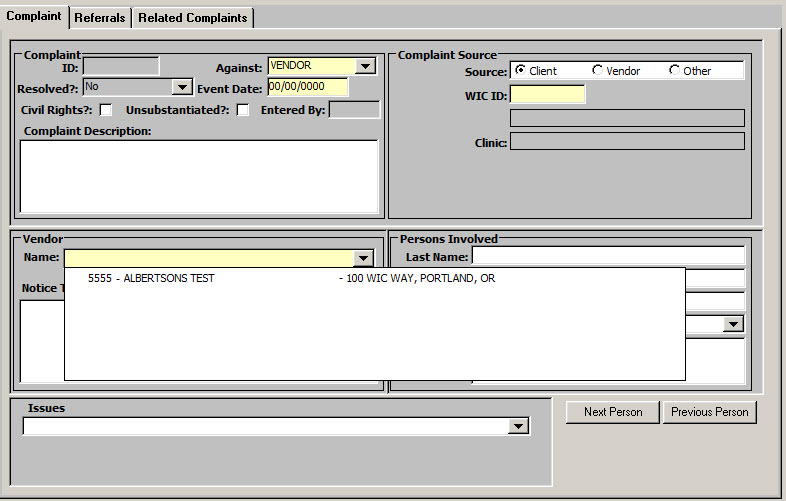 Complaint
Referrals
Related Complaints
Complaint
ID:
Against: VENDOR
Resolved?: No
Event Date: 00/00/0000
Civil Rights?:
Unsubstantiated?:
Entered By:
Complaint Description:
Complaint Source
Source: Client Vendor Other
WIC ID:
Clinic:
Vendor
Name:
5555 - ALBERTSONS TEST - 100 WIC WAY, PORTLAND, OR
Notice
Persons Involved
Last Name:
Issues
Next Person
Previous Person